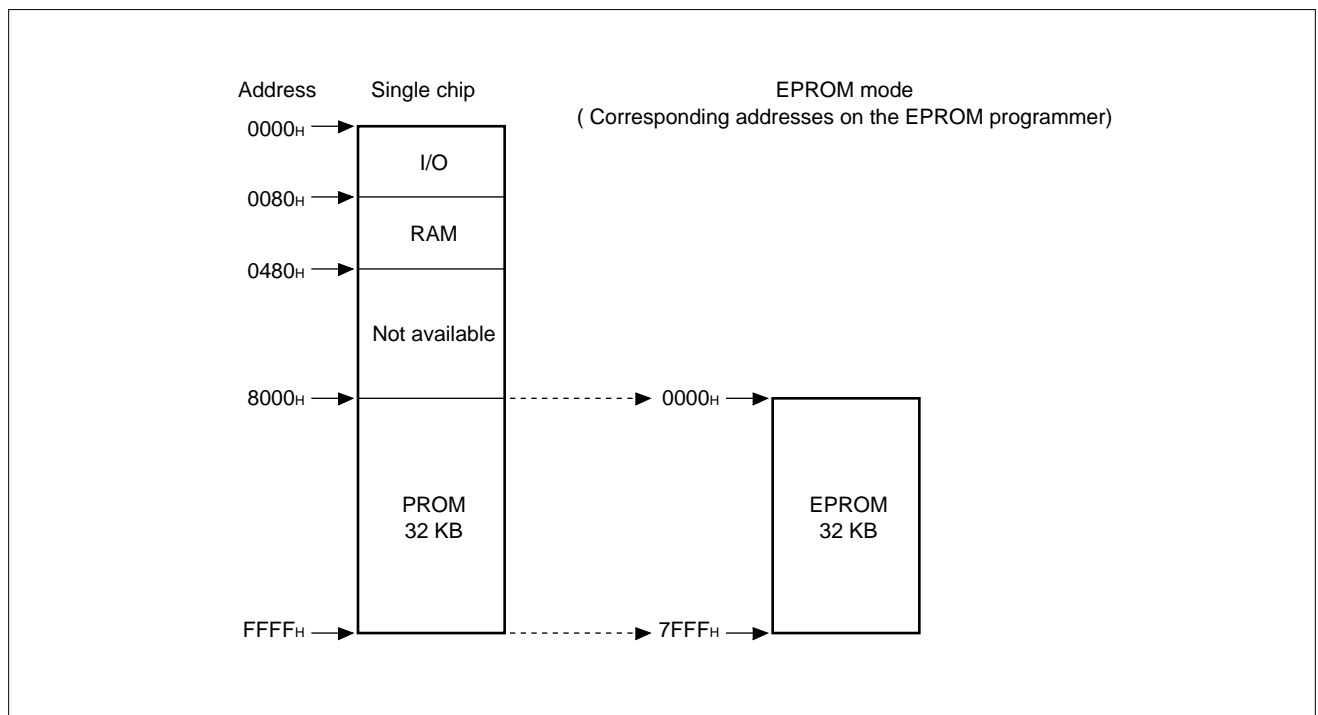 Address Single chip EPROM mode
( Corresponding addresses on the EPROM programmer)
0000H
I/O
0080H
RAM
0480H
Not available
8000H 0000H
PROM EPROM
32 KB 32 KB
FFFFH 7FFFH